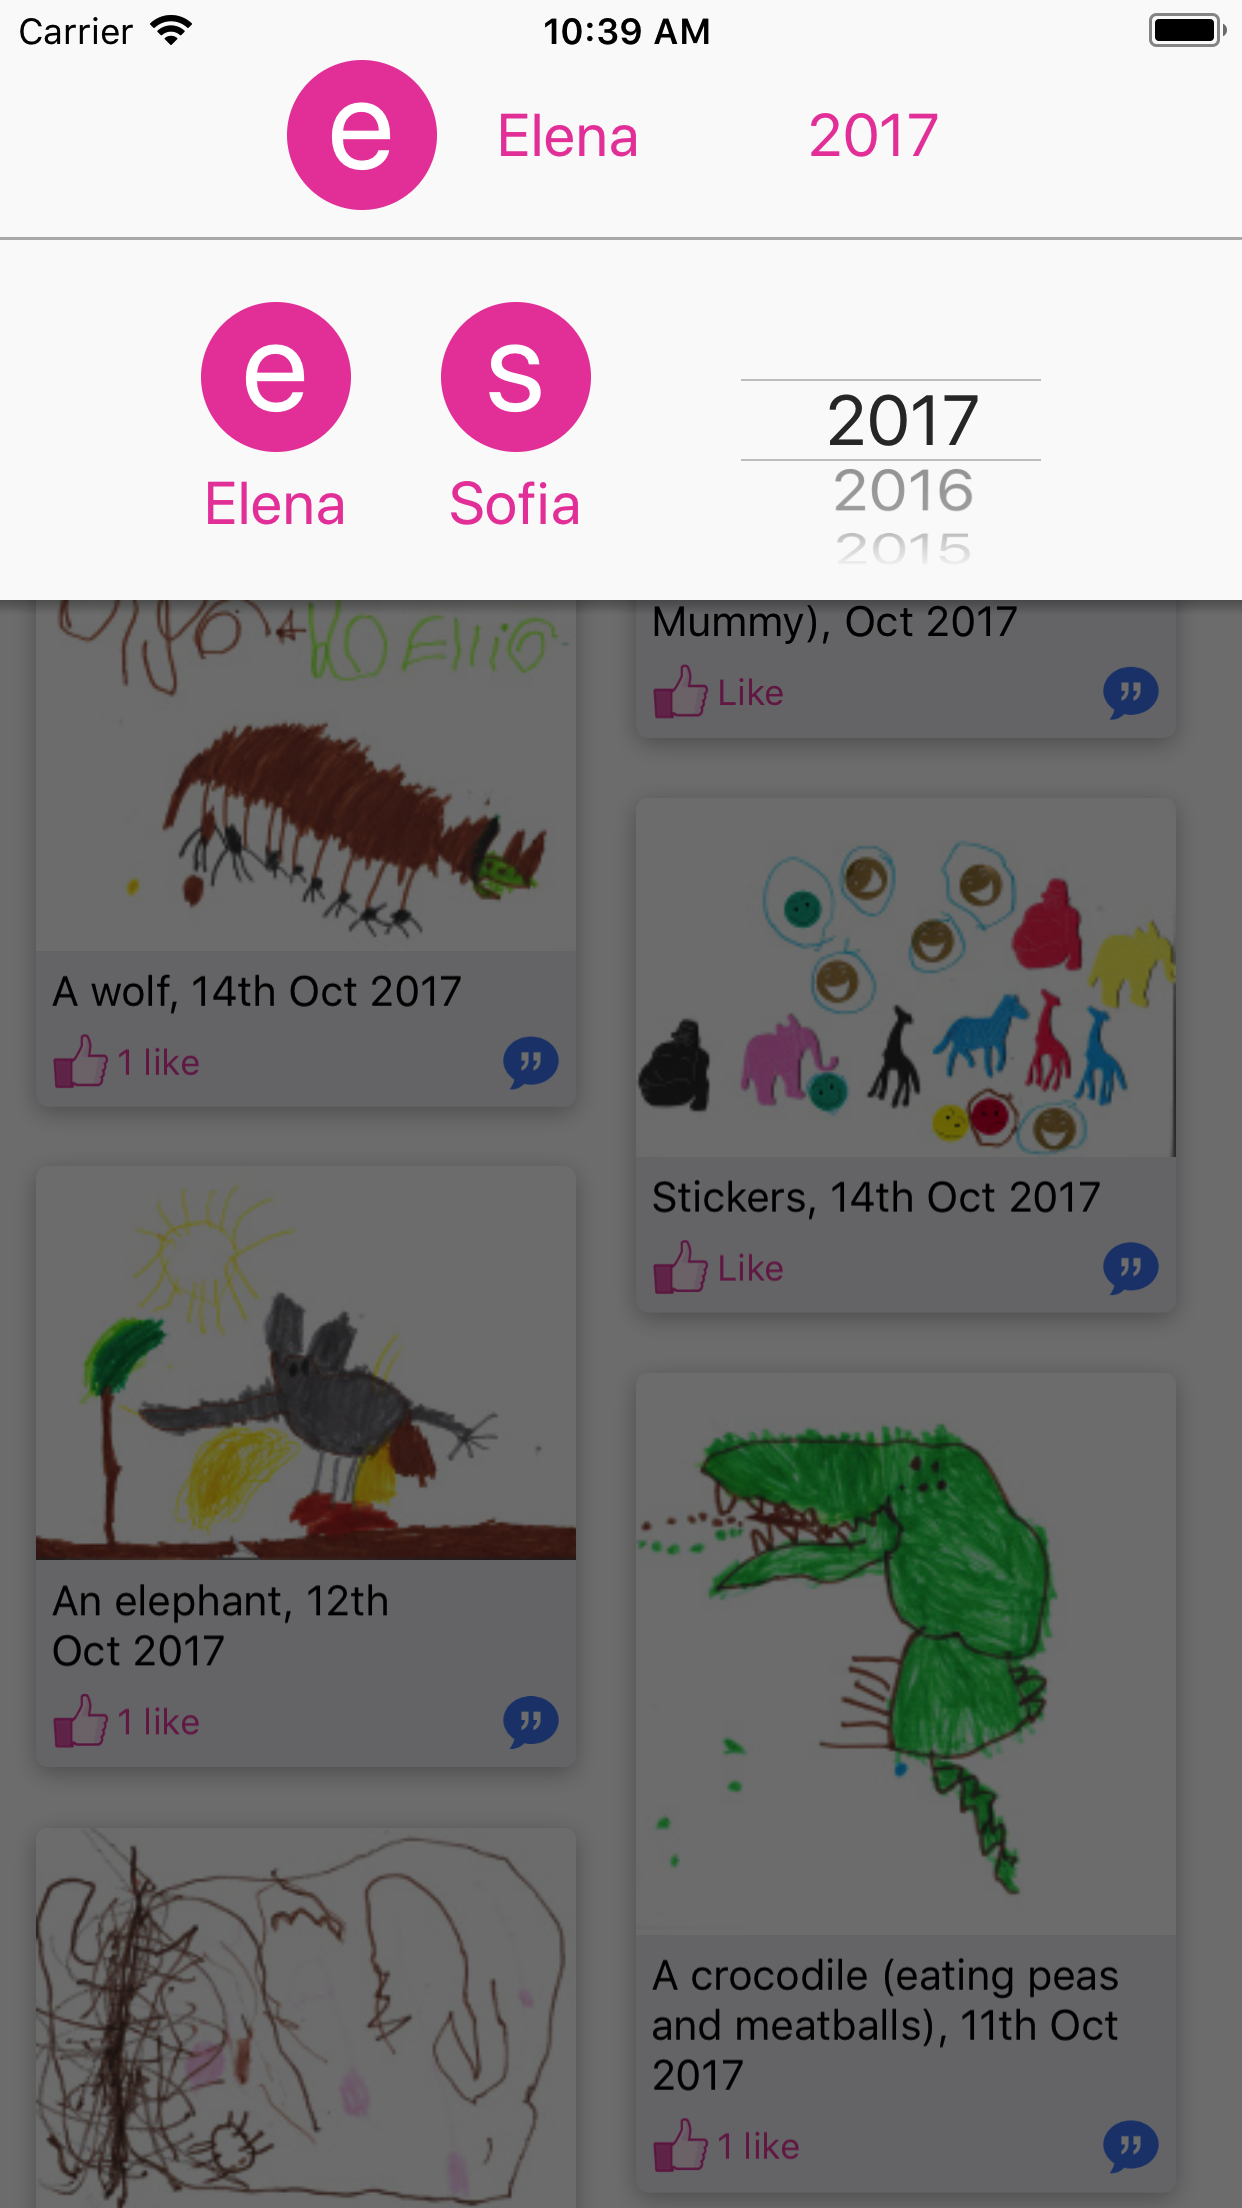 Carrier
10:39 AM
e Elena 2017
e s
Elena Sofia
2017
2016
2015
Mummy), Oct 2017
Like
A wolf, 14th Oct 2017
1 like
Stickers, 14th Oct 2017
Like
An elephant, 12th
Oct 2017
1 like
A crocodile (eating peas
and meatballs), 11th Oct
2017
1 like